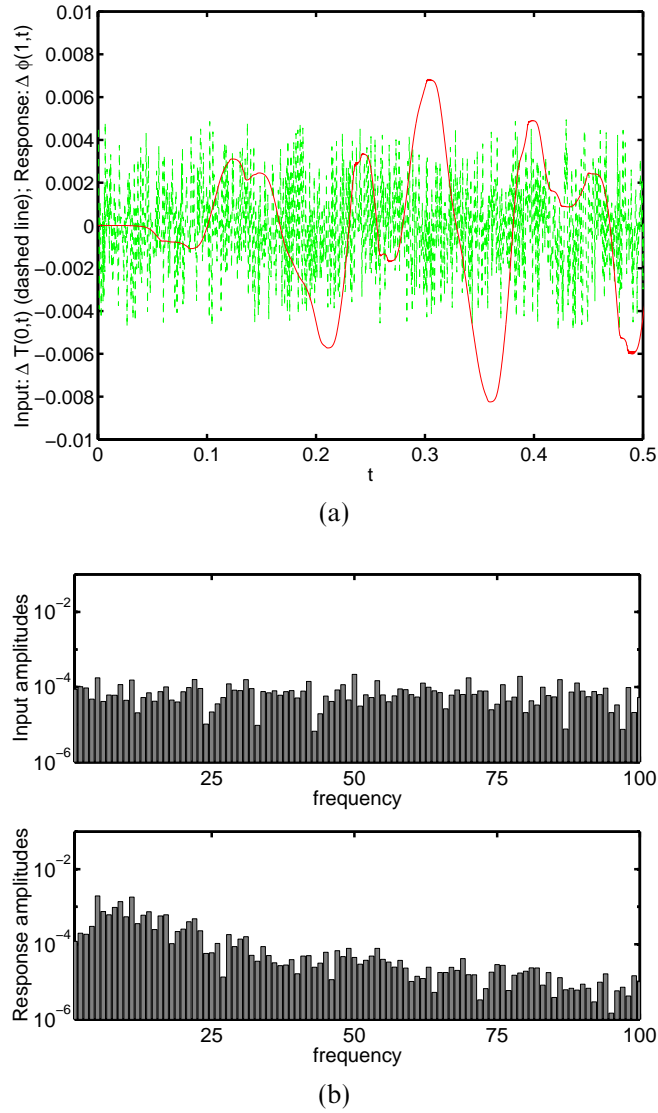 Input: Δ T(0,t) (dashed line); Response: Δ ϕ(1,t)
0.01
0.008
0.006
0.004
0.002
0
−0.002
−0.004
−0.006
−0.008
−0.01
0 0.1 0.2 0.3 0.4 0.5
t
(a)
Input amplitudes
10−2
10−4
10−6
25 50 75 100
frequency
Response amplitudes
10−2
10−4
10−6
25 50 75 100
frequency
(b)